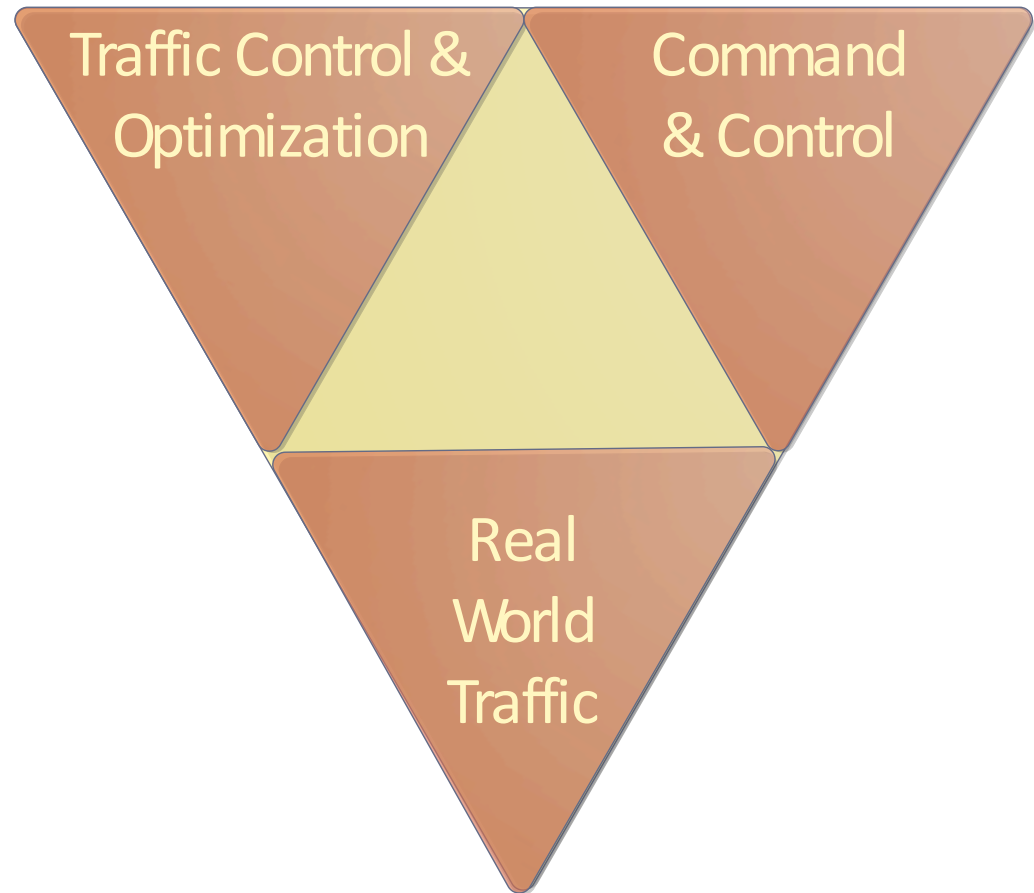 Traffic Control &
Optimization
Command
& Control
Real
World
Traffic